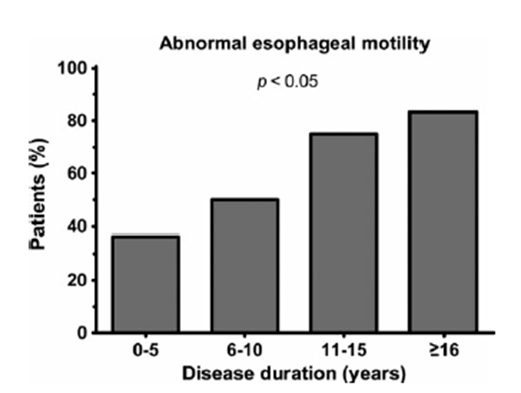 Abnormal esophageal motility
p < 0.05
100
80
60
40
20
0
Patients (%)
0-5 6-10 11-15 ≥16
Disease duration (years)